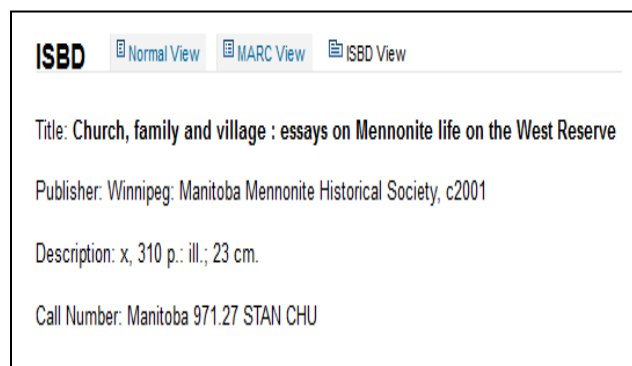 ISBD Normal View MARC View ISBD View
Title: Church, family and village : essays on Mennonite life on the West Reserve
Publisher: Winnipeg: Manitoba Mennonite Historical Society, c2001
Description: x, 310 p.: ill.; 23 cm.
Call Number: Manitoba 971.27 STAN CHU